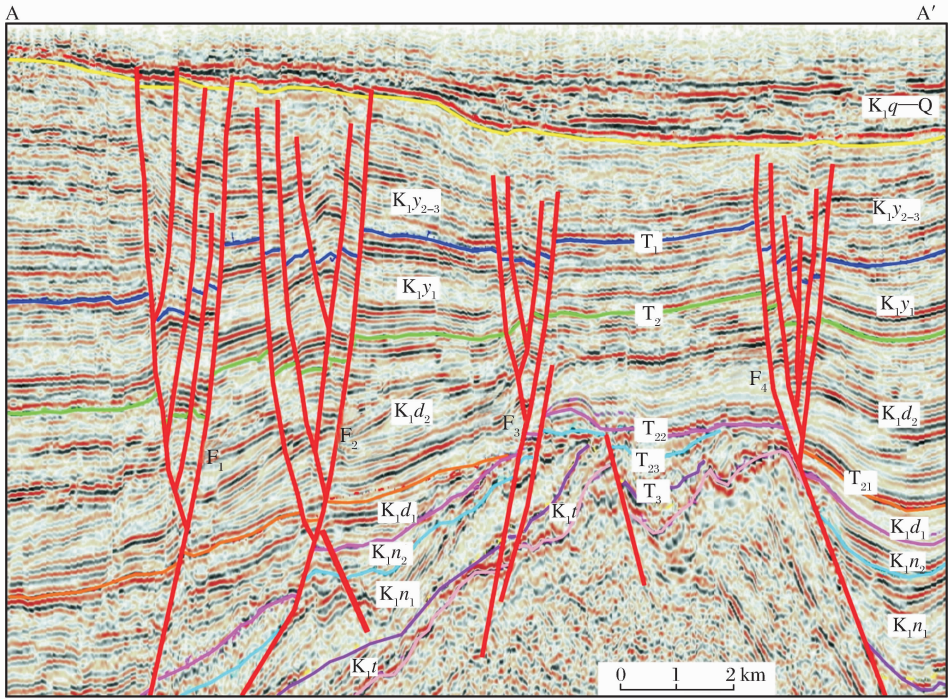 A A′
K₁q—Q
K₁y₂₋₃ K₁y₂₋₃
T₁
K₁y₁ K₁y₁
T₂
F₄
K₁d₂ F₃ K₁d₂
F₁ F₂ T₂₂
T₂₃
T₂₁
T₃
K₁d₁ K₁t K₁d₁
K₁n₂ K₁n₂
K₁n₁ K₁n₁
K₁t
0 1 2 km